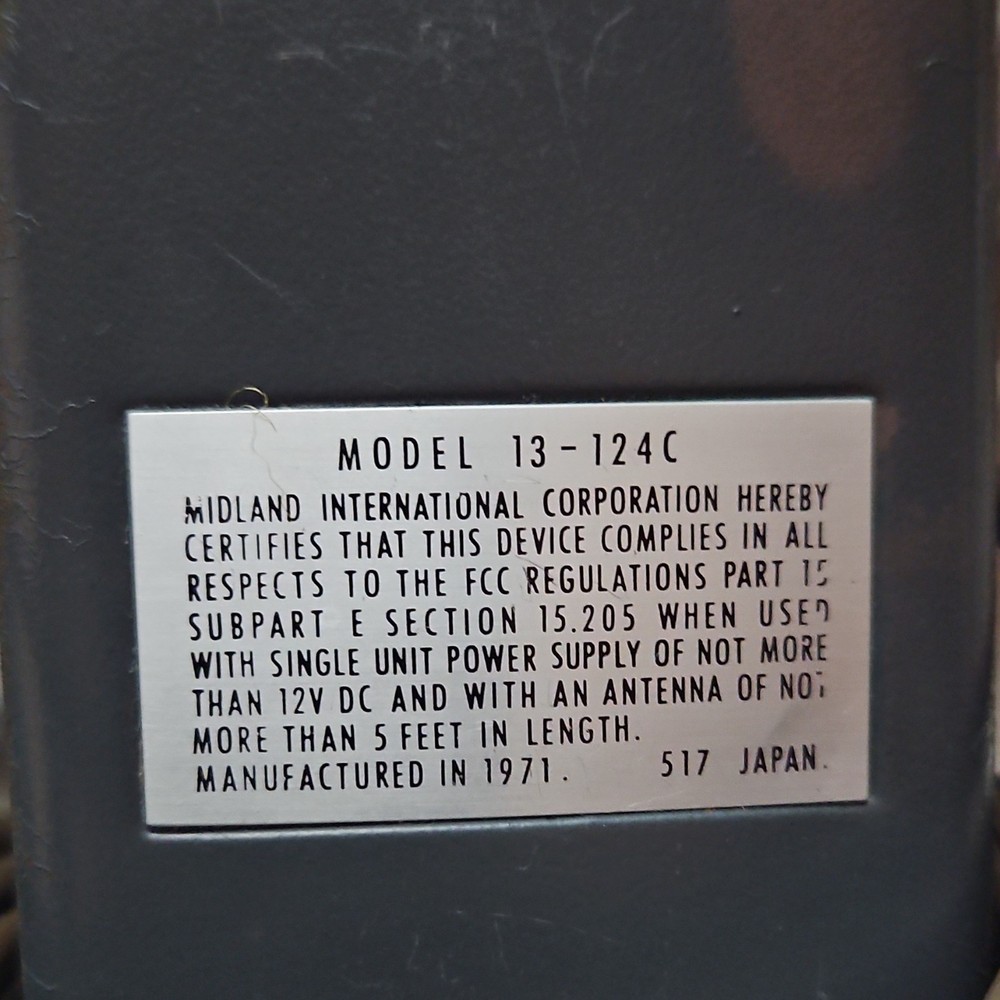 MODEL 13-124C
MIDLAND INTERNATIONAL CORPORATION HEREBY
CERTIFIES THAT THIS DEVICE COMPLIES IN ALL
RESPECTS TO THE FCC REGULATIONS PART 15
SUBPART E SECTION 15.205 WHEN USED
WITH SINGLE UNIT POWER SUPPLY OF NOT MORE
THAN 12V DC AND WITH AN ANTENNA OF NOT
MORE THAN 5 FEET IN LENGTH.
MANUFACTURED IN 1971. 517 JAPAN.